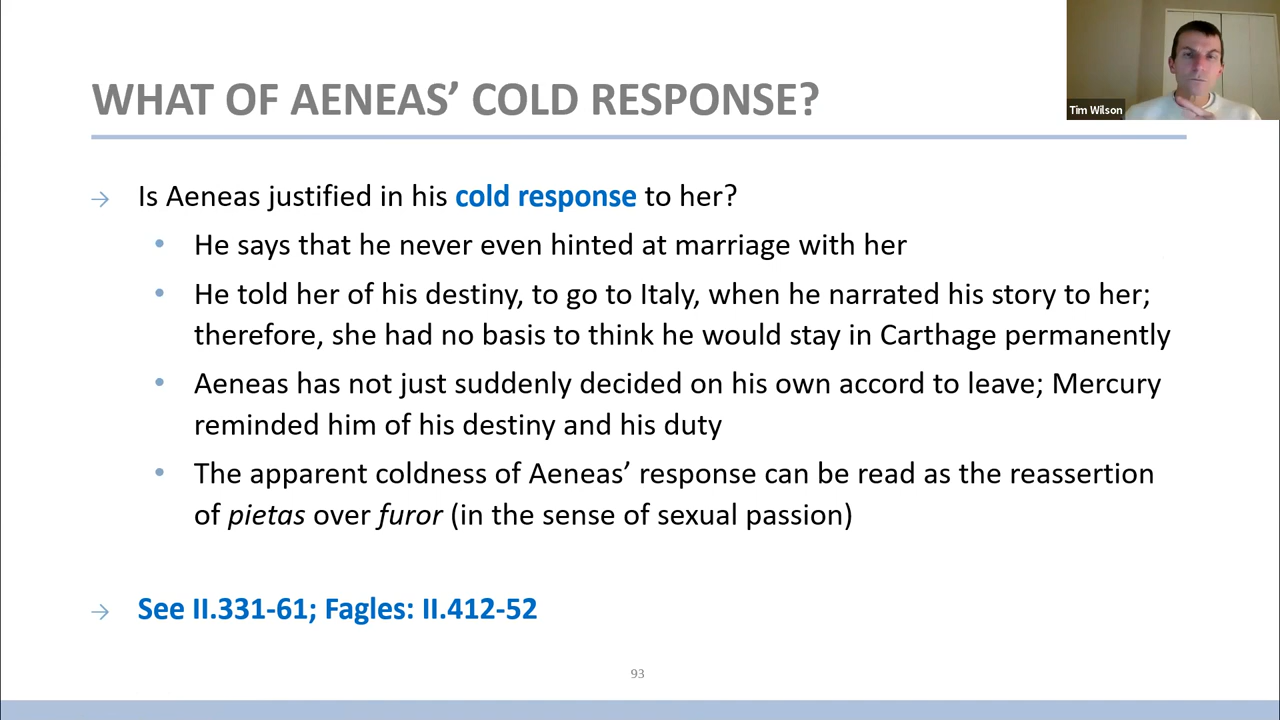 Tim Wilson
WHAT OF AENEAS’ COLD RESPONSE?
→ Is Aeneas justified in his cold response to her?
• He says that he never even hinted at marriage with her
• He told her of his destiny, to go to Italy, when he narrated his story to her;
therefore, she had no basis to think he would stay in Carthage permanently
• Aeneas has not just suddenly decided on his own accord to leave; Mercury
reminded him of his destiny and his duty
• The apparent coldness of Aeneas’ response can be read as the reassertion
of pietas over furor (in the sense of sexual passion)
→ See II.331-61; Fagles: II.412-52
93